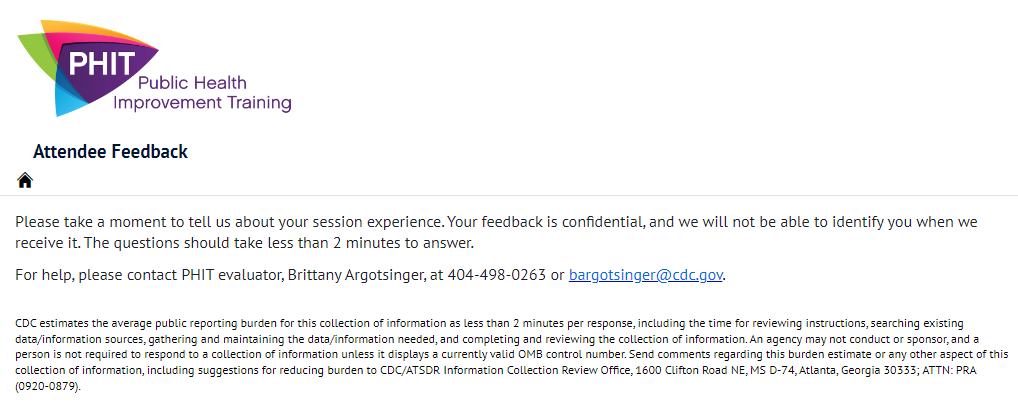 PHIT
Public Health
Improvement Training
Attendee Feedback
Please take a moment to tell us about your session experience. Your feedback is confidential, and we will not be able to identify you when we
receive it. The questions should take less than 2 minutes to answer.
For help, please contact PHIT evaluator, Brittany Argotsinger, at 404-498-0263 or bargotsinger@cdc.gov.
CDC estimates the average public reporting burden for this collection of information as less than 2 minutes per response, including the time for reviewing instructions, searching existing
data/information sources, gathering and maintaining the data/information needed, and completing and reviewing the collection of information. An agency may not conduct or sponsor, and a
person is not required to respond to a collection of information unless it displays a currently valid OMB control number. Send comments regarding this burden estimate or any other aspect of this
collection of information, including suggestions for reducing burden to CDC/ATSDR Information Collection Review Office, 1600 Clifton Road NE, MS D-74, Atlanta, Georgia 30333; ATTN: PRA
(0920-0879).